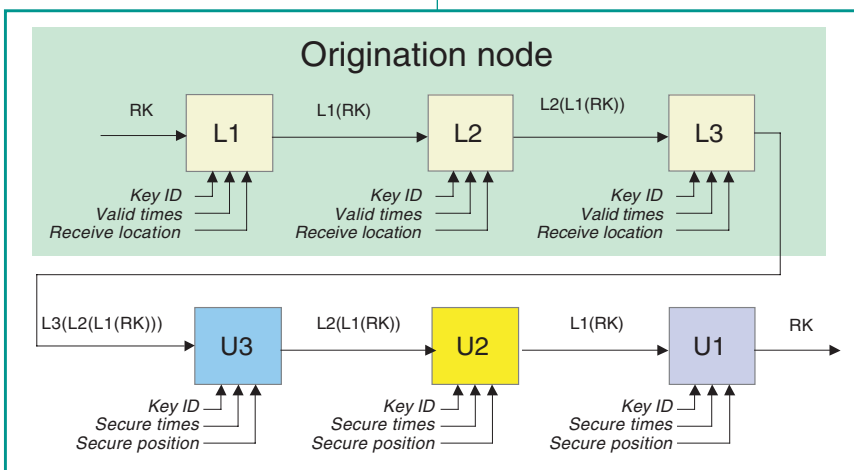 Origination node
RK
L1(RK)
L2(L1(RK))
L1
L2
L3
Key ID
Valid times
Receive location
Key ID
Valid times
Receive location
Key ID
Valid times
Receive location
L3(L2(L1(RK)))
L2(L1(RK))
L1(RK)
RK
U3
U2
U1
Key ID
Secure times
Secure position
Key ID
Secure times
Secure position
Key ID
Secure times
Secure position